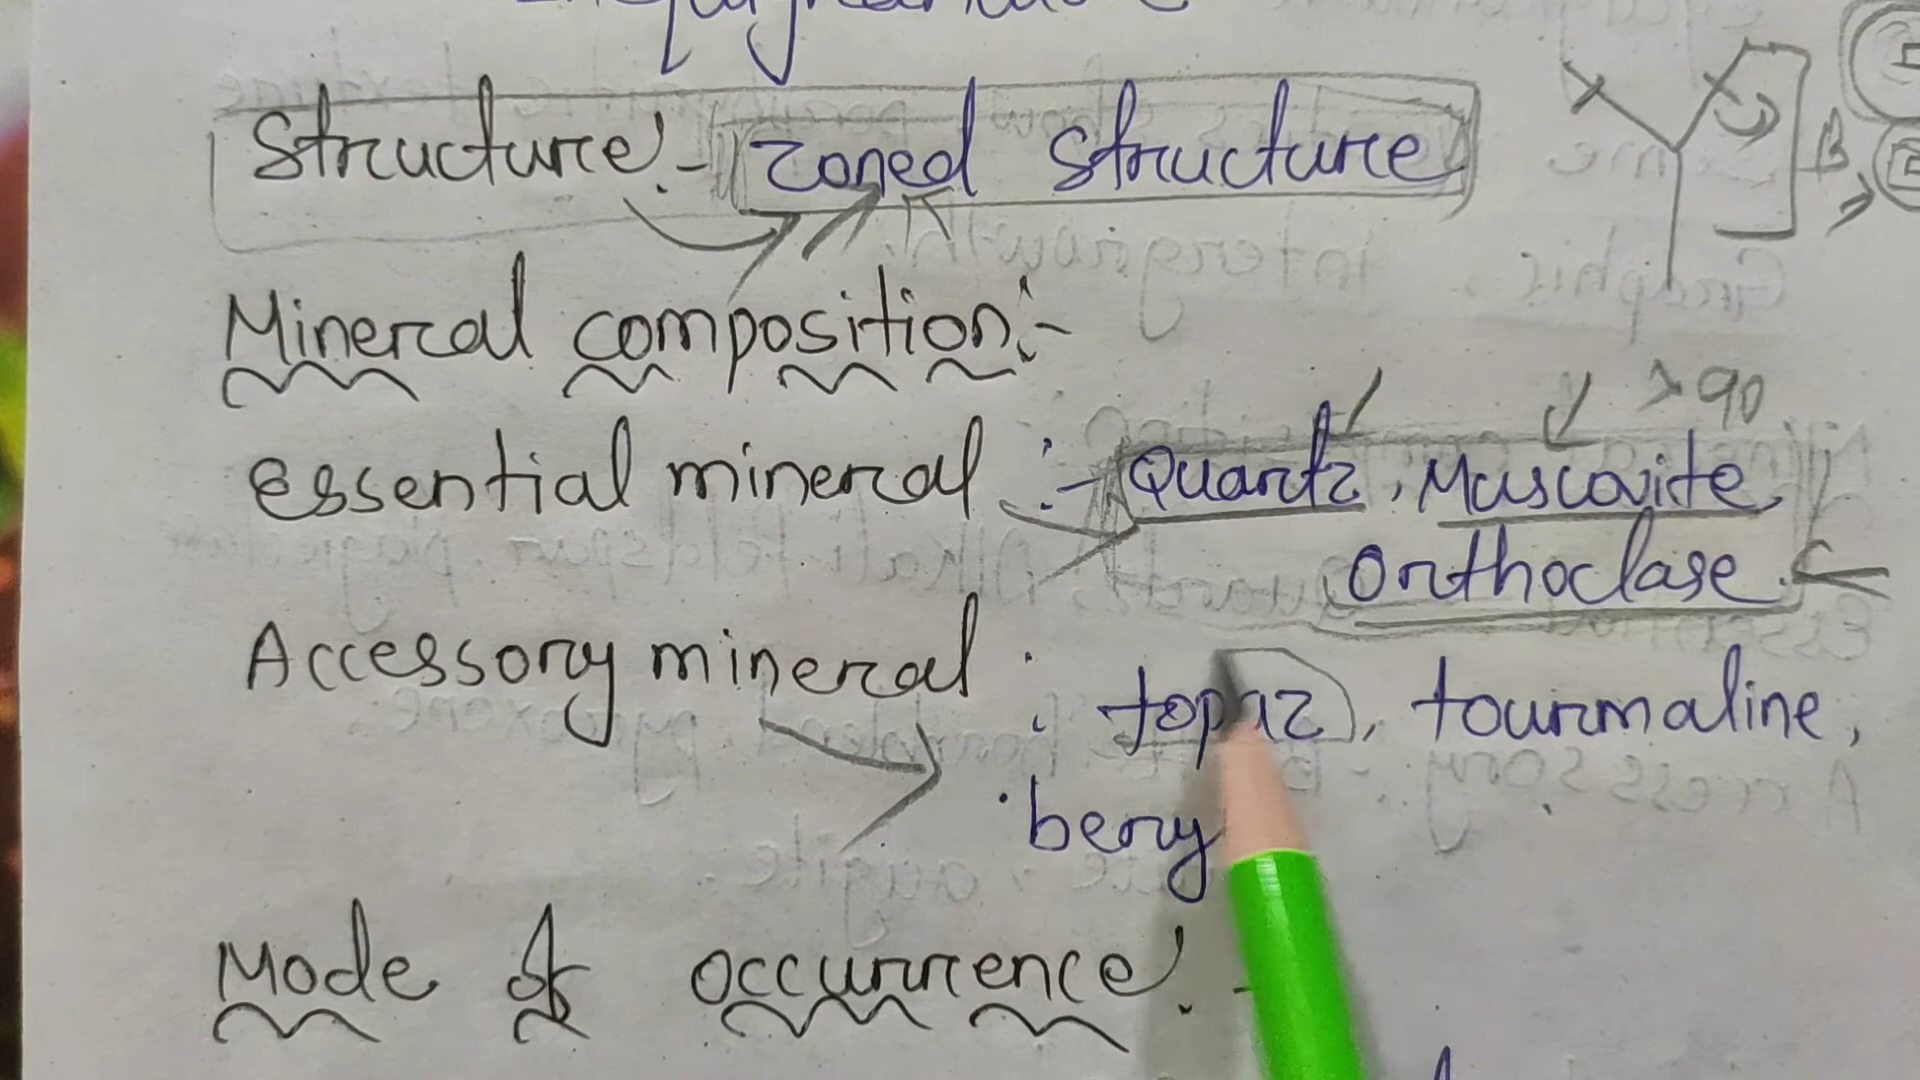 Structure:- Zoned Structure
B
Mineral composition:-
>90
Essential mineral :- Quartz, Muscovite
Orthoclase.
Accessory mineral : topaz, tourmaline,
bery
Mode of occurrence:-